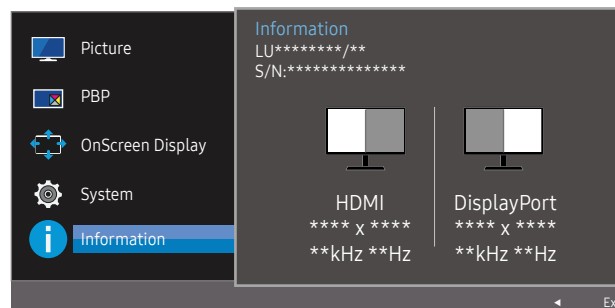 Picture
PBP
OnScreen Display
System
Information
Information
LU********/**
S/N:**************
HDMI
**** x ****
**kHz **Hz
DisplayPort
**** x ****
**kHz **Hz